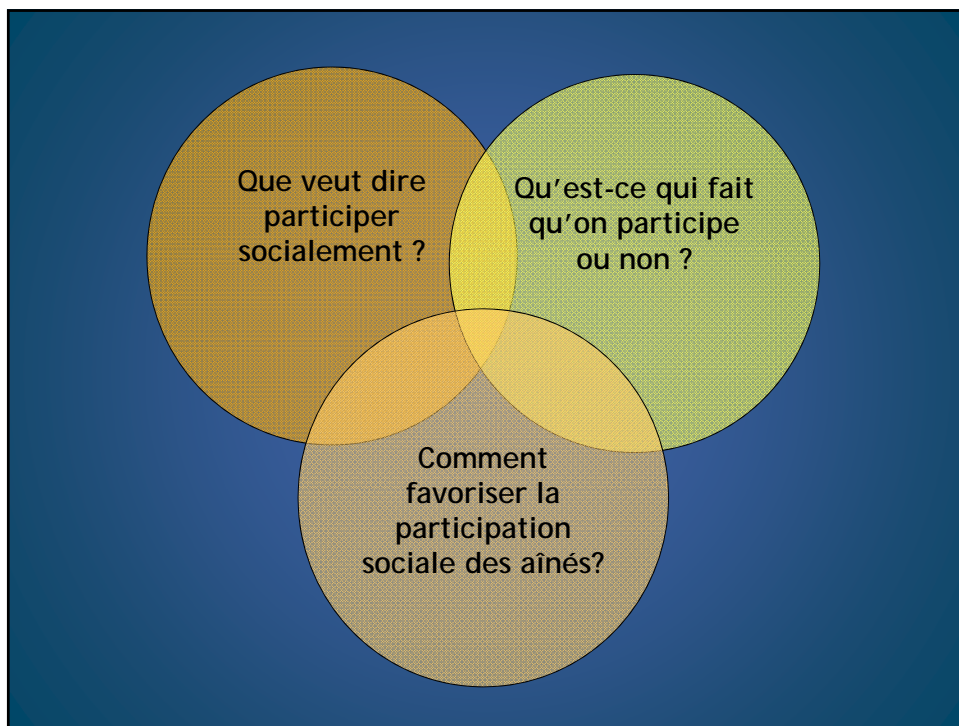 Que veut dire
participer
socialement ?
Qu'est-ce qui fait
qu'on participe
ou non ?
Comment
favoriser la
participation
sociale des aînés?